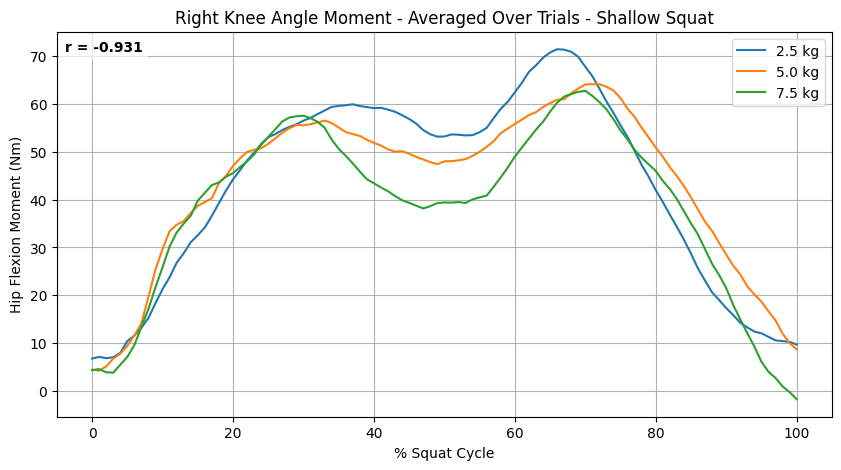 Right Knee Angle Moment - Averaged Over Trials - Shallow Squat
r = -0.931
2.5 kg
5.0 kg
7.5 kg
Hip Flexion Moment (Nm)
70
60
50
40
30
20
10
0
0 20 40 60 80 100
% Squat Cycle